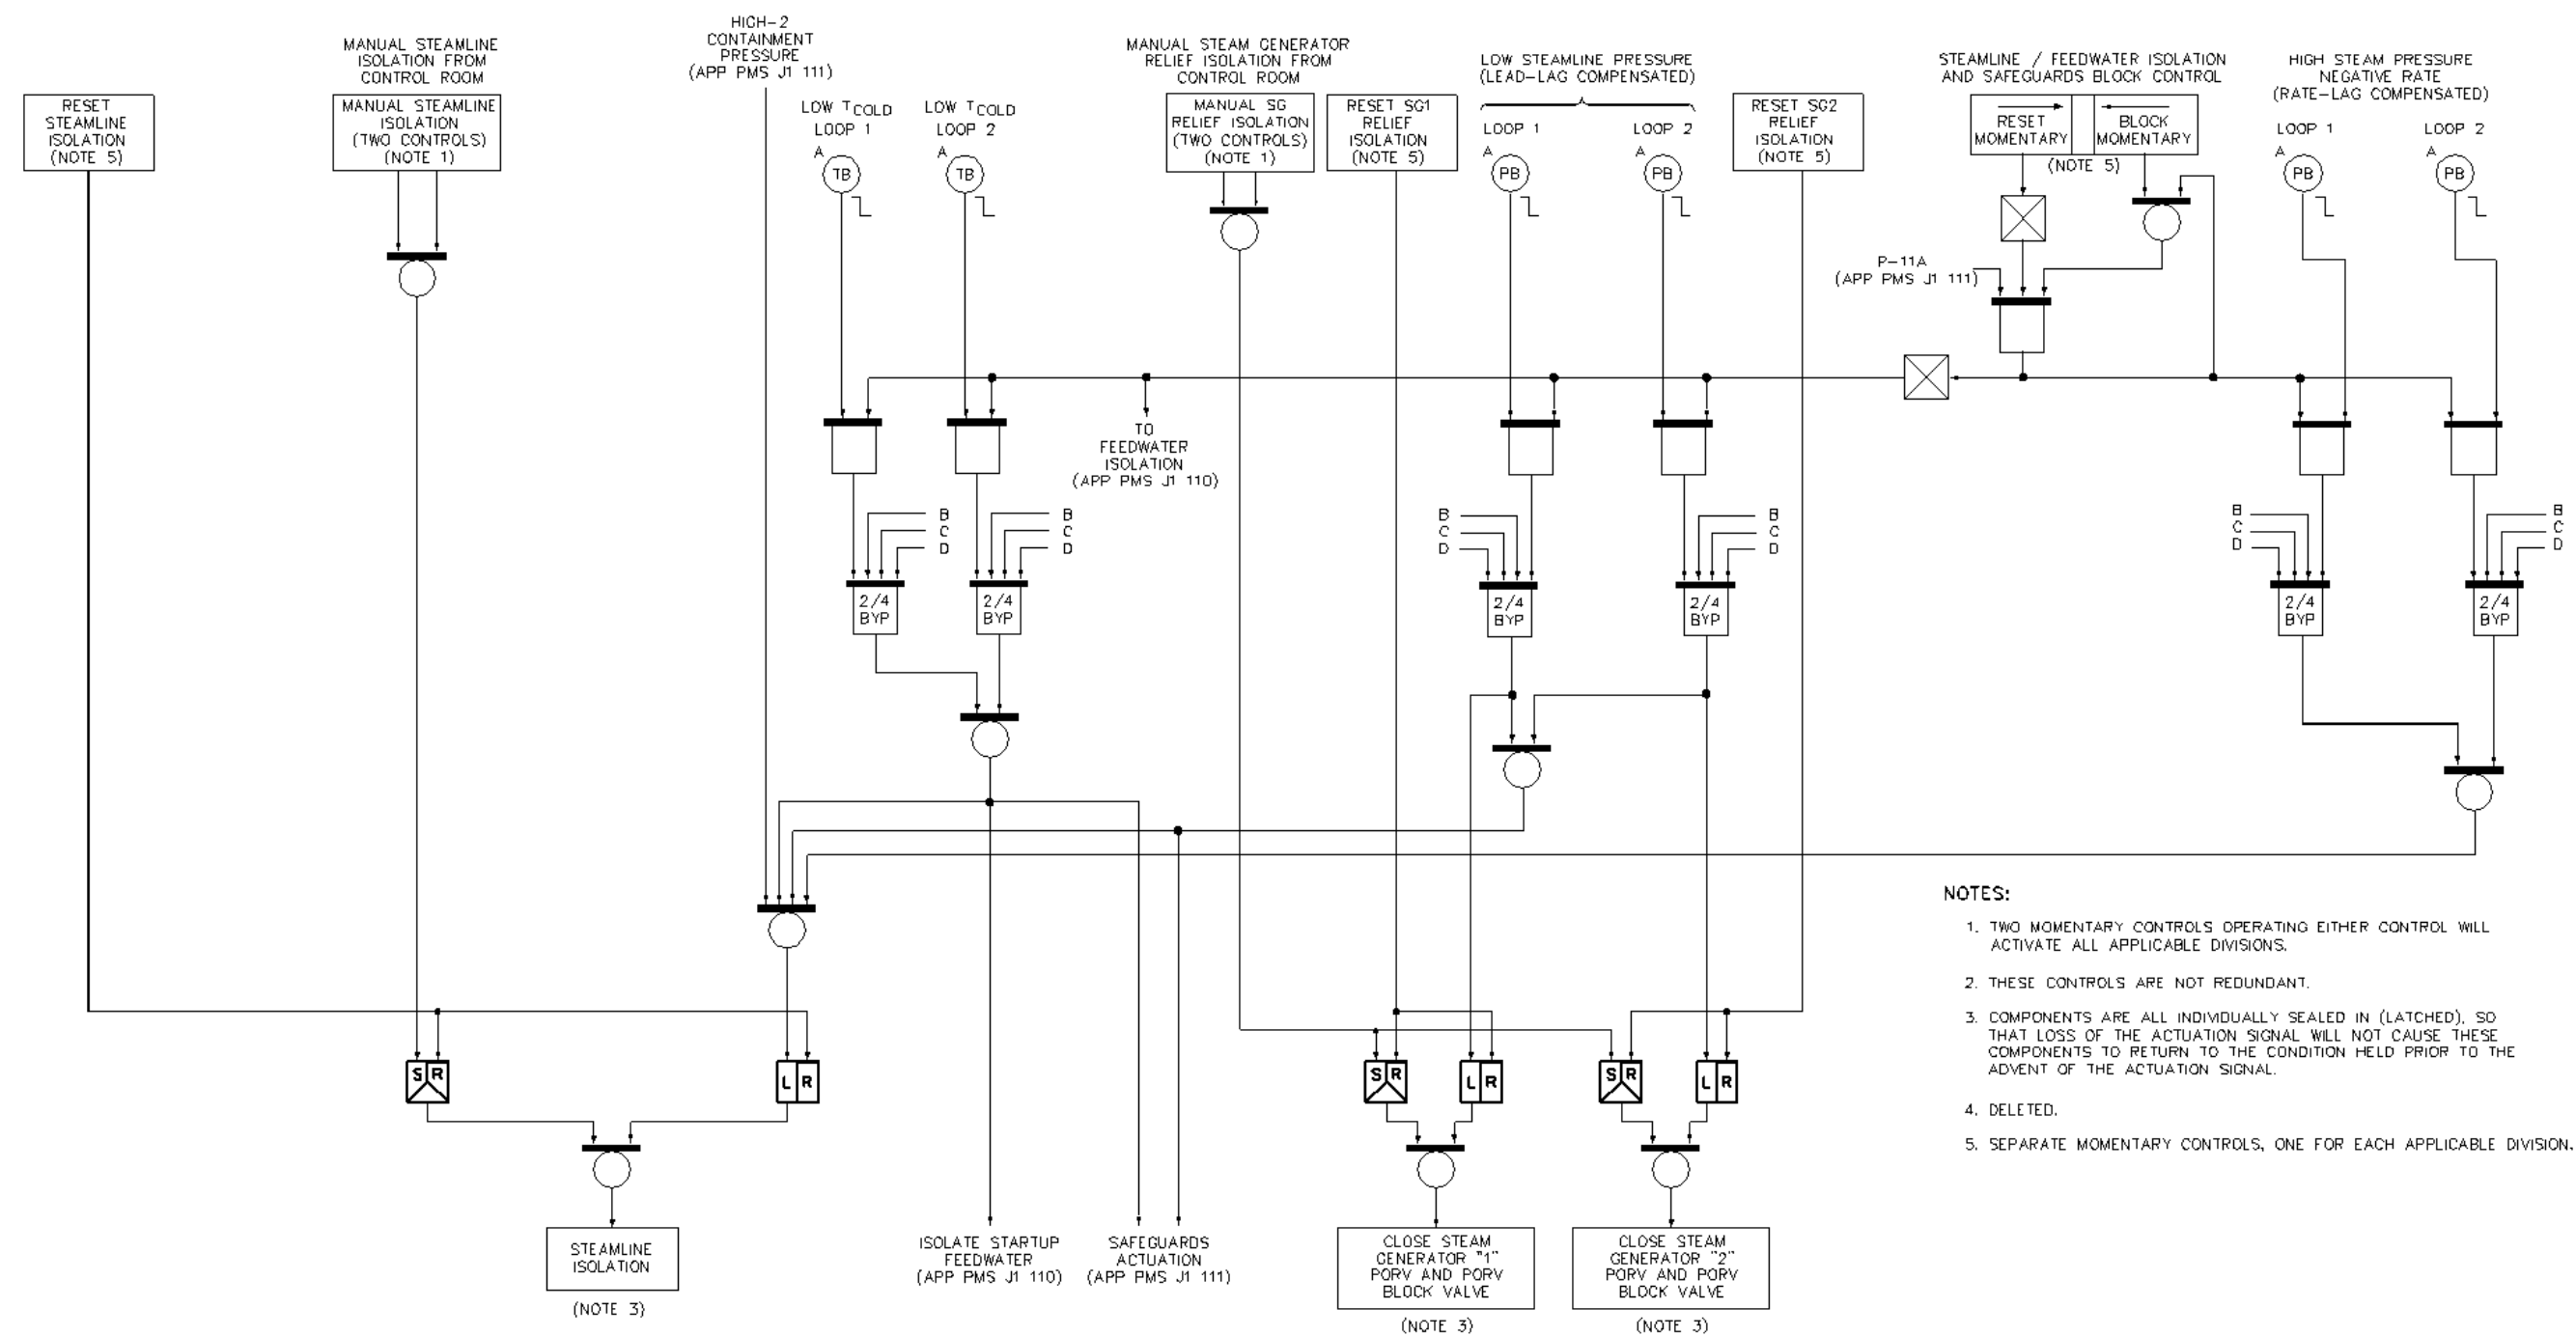 RESET
STEAMLINE
ISOLATION
(NOTE 5)
MANUAL STEAMLINE
ISOLATION FROM
CONTROL ROOM
MANUAL STEAMLINE
ISOLATION
(TWO CONTROLS)
(NOTE 1)
HIGH-2
CONTAINMENT
PRESSURE
(APP PMS J1 111)
LOW TCOLD
LOOP 1
A
TB
LOW TCOLD
LOOP 2
A
TB
MANUAL STEAM GENERATOR
RELIEF ISOLATION FROM
CONTROL ROOM
MANUAL SG
RELIEF ISOLATION
(TWO CONTROLS)
(NOTE 1)
RESET SG1
RELIEF
ISOLATION
(NOTE 5)
LOW STEAMLINE PRESSURE
(LEAD-LAG COMPENSATED)
LOOP 1
A
PB
LOOP 2
A
PB
RESET SG2
RELIEF
ISOLATION
(NOTE 5)
STEAMLINE / FEEDWATER ISOLATION
AND SAFEGUARDS BLOCK CONTROL
RESET
MOMENTARY
BLOCK
MOMENTARY
(NOTE 5)
HIGH STEAM PRESSURE
NEGATIVE RATE
(RATE-LAG COMPENSATED)
LOOP 1
A
PB
LOOP 2
A
PB
P-11A
(APP PMS J1 111)
TO
FEEDWATER
ISOLATION
(APP PMS J1 110)
B
C
D
B
C
D
B
C
D
B
C
D
B
C
D
B
C
D
2/4
BYP
2/4
BYP
2/4
BYP
2/4
BYP
2/4
BYP
2/4
BYP
S R
L R
S R
L R
S R
L R
STEAMLINE
ISOLATION
(NOTE 3)
ISOLATE STARTUP
FEEDWATER
(APP PMS J1 110)
SAFEGUARDS
ACTUATION
(APP PMS J1 111)
CLOSE STEAM
GENERATOR "1"
PORV AND PORV
BLOCK VALVE
(NOTE 3)
CLOSE STEAM
GENERATOR "2"
PORV AND PORV
BLOCK VALVE
(NOTE 3)
NOTES:
1. TWO MOMENTARY CONTROLS OPERATING EITHER CONTROL WILL
ACTIVATE ALL APPLICABLE DIVISIONS.
2. THESE CONTROLS ARE NOT REDUNDANT.
3. COMPONENTS ARE ALL INDIVIDUALLY SEALED IN (LATCHED), SO
THAT LOSS OF THE ACTUATION SIGNAL WILL NOT CAUSE THESE
COMPONENTS TO RETURN TO THE CONDITION HELD PRIOR TO THE
ADVENT OF THE ACTUATION SIGNAL.
4. DELETED.
5. SEPARATE MOMENTARY CONTROLS, ONE FOR EACH APPLICABLE DIVISION.